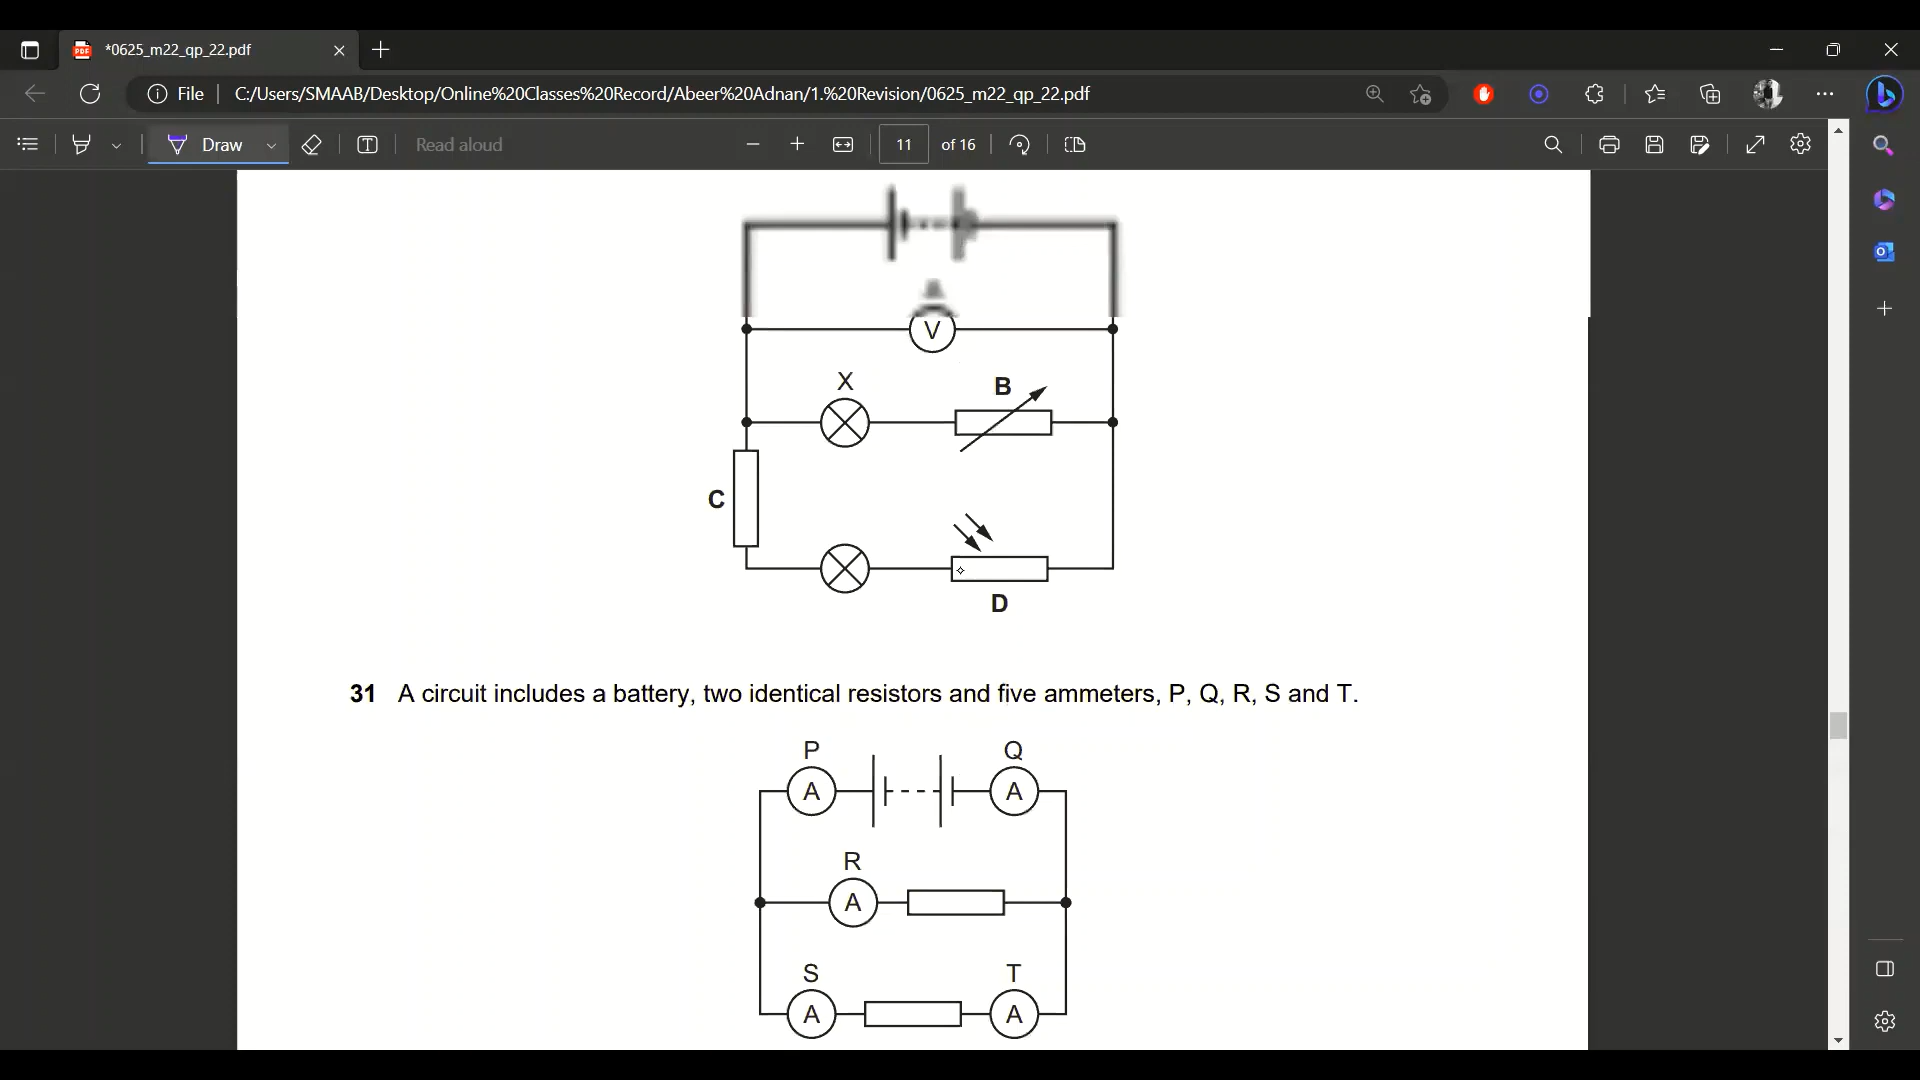 *0625_m22_qp_22.pdf
File
C:/Users/SMAAB/Desktop/Online%20Classes%20Record/Abeer%20Adnan/1.%20Revision/0625_m22_qp_22.pdf
Draw
Read aloud
11 of 16
V
X
B
C
D
31 A circuit includes a battery, two identical resistors and five ammeters, P, Q, R, S and T.
P Q
A A
R
A
S T
A A